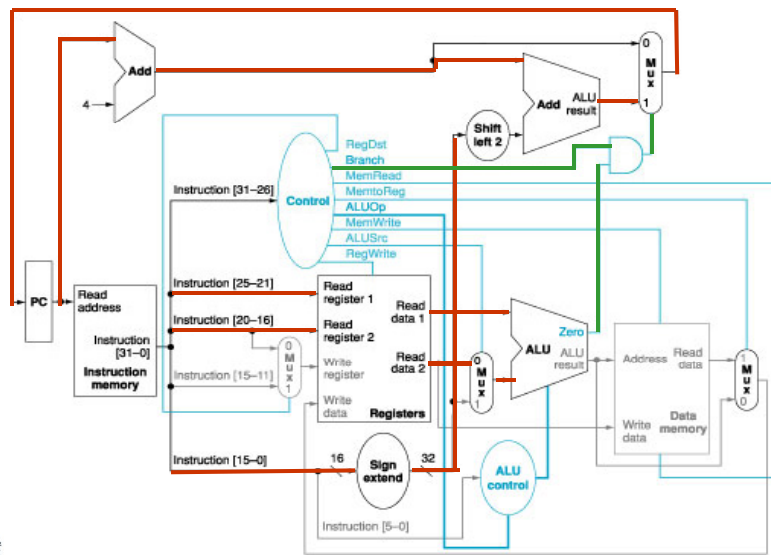 Add
4
Add
ALU
result
0
M
u
x
1
Shift
left 2
RegDst
Branch
MemRead
MemtoReg
ALUOp
MemWrite
ALUSrc
RegWrite
Control
Instruction [31–26]
Instruction [25–21]
Instruction [20–16]
Instruction [15–11]
Instruction [15–0]
Instruction [5–0]
PC
Read
address
Instruction
[31–0]
Instruction
memory
0
M
u
x
1
Read
register 1
Read
register 2
Write
register
Write
data
Read
data 1
Read
data 2
Registers
0
M
u
x
1
Zero
ALU
ALU
result
Address
Read
data
Write
data
Data
memory
1
M
u
x
0
16
Sign
extend
32
ALU
control